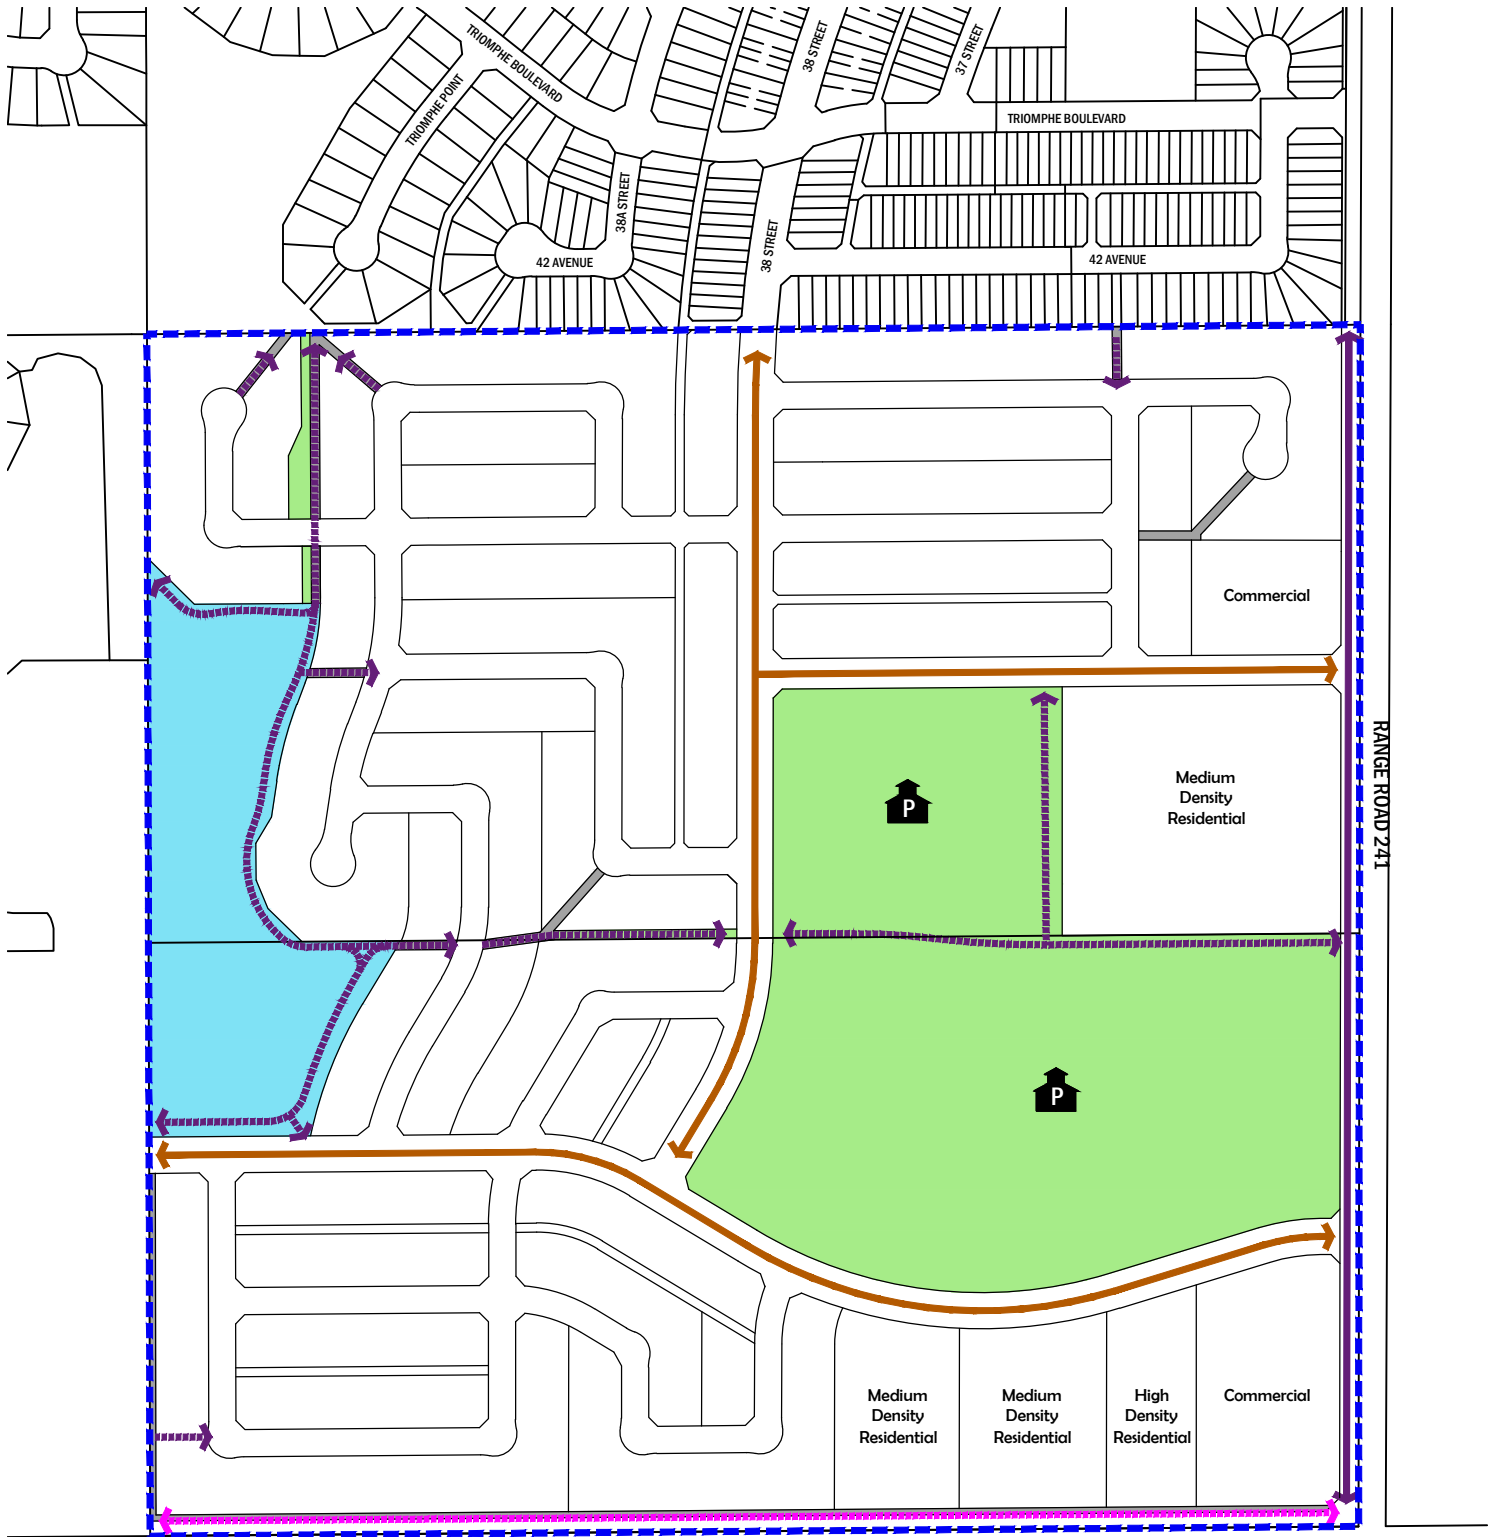 TRIOMPHE BOULEVARD
38 STREET
37 STREET
TRIOMPHE POINT
TRIOMPHE BOULEVARD
38A STREET
38 STREET
42 AVENUE
42 AVENUE
Commercial
RANGE ROAD 241
Medium
Density
Residential
P
P
Medium
Density
Residential
Medium
Density
Residential
High
Density
Residential
Commercial